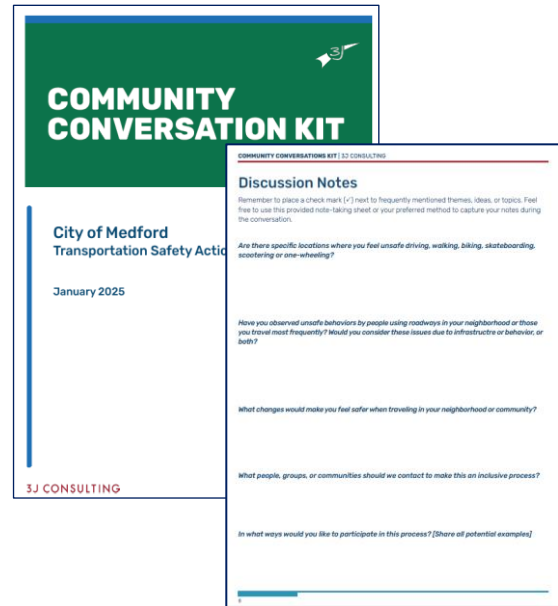 3J
COMMUNITY
CONVERSATION KIT
City of Medford
Transportation Safety Actio
January 2025
3J CONSULTING
COMMUNITY CONVERSATIONS KIT | 3J CONSULTING
Discussion Notes
Remember to place a check mark [✓] next to frequently mentioned themes, ideas, or topics. Feel
free to use this provided note-taking sheet or your preferred method to capture your notes during
the conversation.
Are there specific locations where you feel unsafe driving, walking, biking, skateboarding,
scootering or one-wheeling?
Have you observed unsafe behaviors by people using roadways in your neighborhood or those
you travel most frequently? Would you consider these issues due to infrastructre or behavior, or
both?
What changes would make you feel safer when traveling in your neighborhood or community?
What people, groups, or communities should we contact to make this an inclusive process?
In what ways would you like to participate in this process? [Share all potential examples]